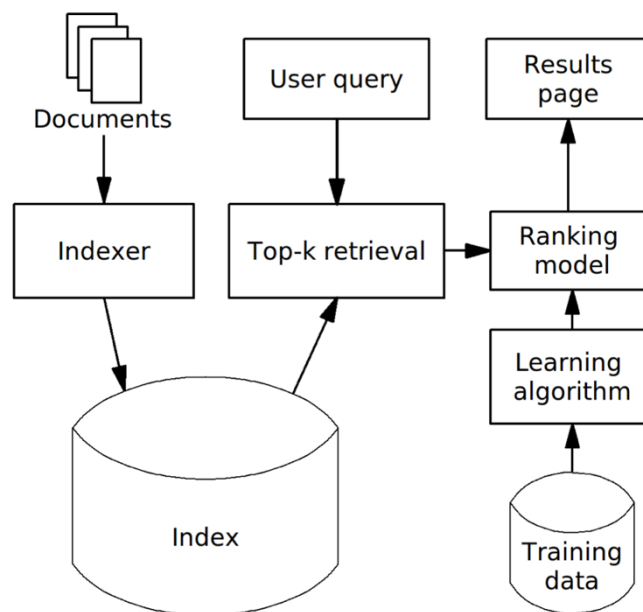 Documents
User query
Results
page
Indexer
Top-k retrieval
Ranking
model
Learning
algorithm
Index
Training
data